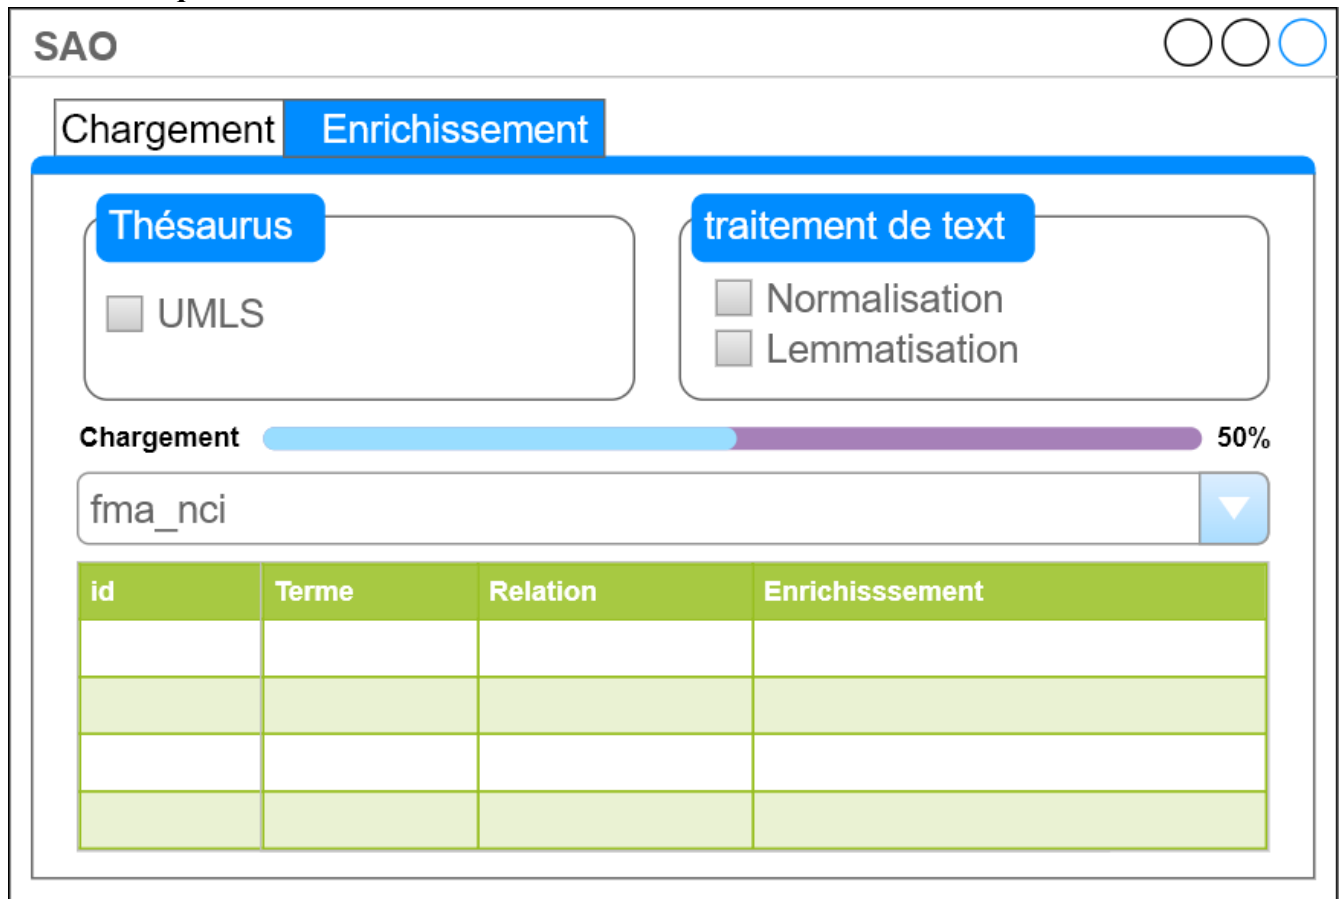 SAO
Chargement Enrichissement
Thésaurus traitement de text
UMLS
Normalisation
Lemmatisation
Chargement 50%
fma_nci
id Terme Relation Enrichisssement